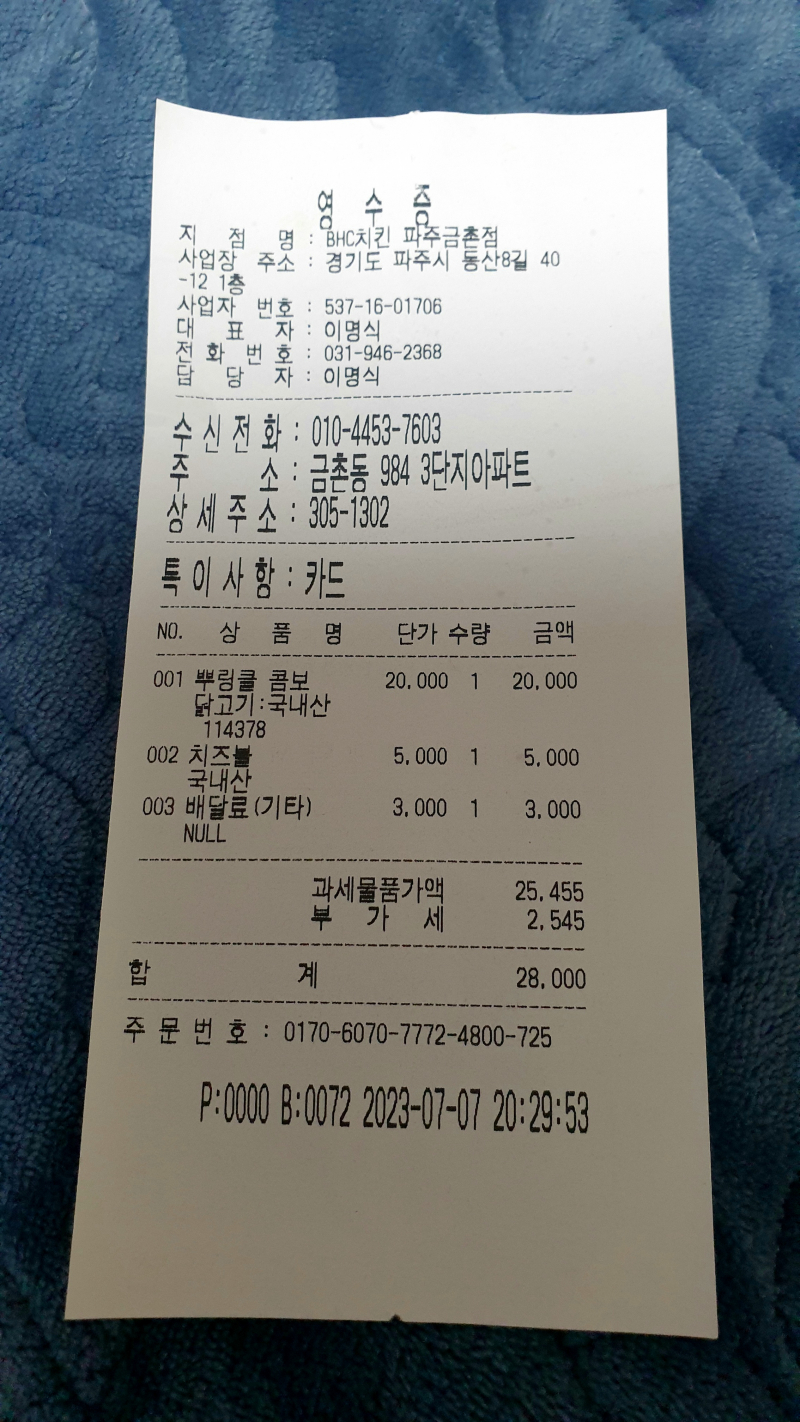 영 수 증
지 점 명 : BHC치킨 파주금촌점
사업장 주소 : 경기도 파주시 동산8길 40
-12 1층
사업자 번호 : 537-16-01706
대 표 자 : 이명식
전 화 번 호 : 031-946-2368
담 당 자 : 이명식
수 신 전 화 : 010-4453-7603
주 소 : 금촌동 984 3단지아파트
상 세 주 소 : 305-1302
특 이 사 항 : 카드
NO. 상 품 명 단가 수량 금액
001 뿌링클 콤보 20,000 1 20,000
닭고기:국내산
114378
002 치즈볼 5,000 1 5,000
국내산
003 배달료(기타) 3,000 1 3,000
NULL
과세물품가액 25,455
부 가 세 2,545
합 계 28,000
주 문 번 호 : 0170-6070-7772-4800-725
P:0000 B:0072 2023-07-07 20:29:53